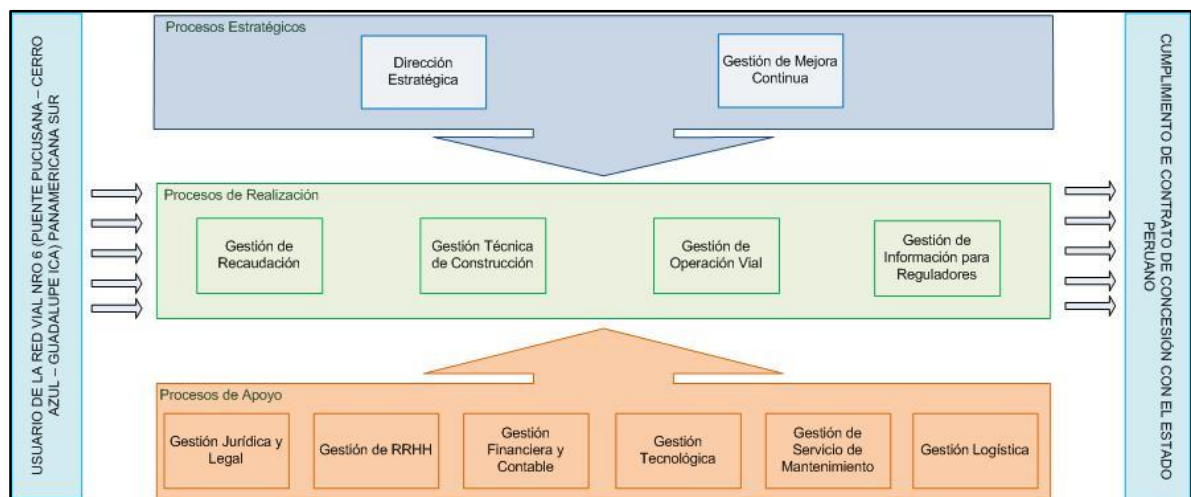 USUARIO DE LA RED VIAL NRO 6 (PUENTE PUCUSANA – CERRO
AZUL – GUADALUPE ICA) PANAMERICANA SUR
Procesos Estratégicos
Dirección
Estratégica
Gestión de Mejora
Continua
Procesos de Realización
Gestión de
Recaudación
Gestión Técnica
de Construcción
Gestión de
Operación Vial
Gestión de
Información para
Reguladores
Procesos de Apoyo
Gestión Jurídica y
Legal
Gestión de RRHH
Gestión
Financiera y
Contable
Gestión
Tecnológica
Gestión de
Servicio de
Mantenimiento
Gestión Logística
CUMPLIMIENTO DE CONTRATO DE CONCESIÓN CON EL ESTADO
PERUANO